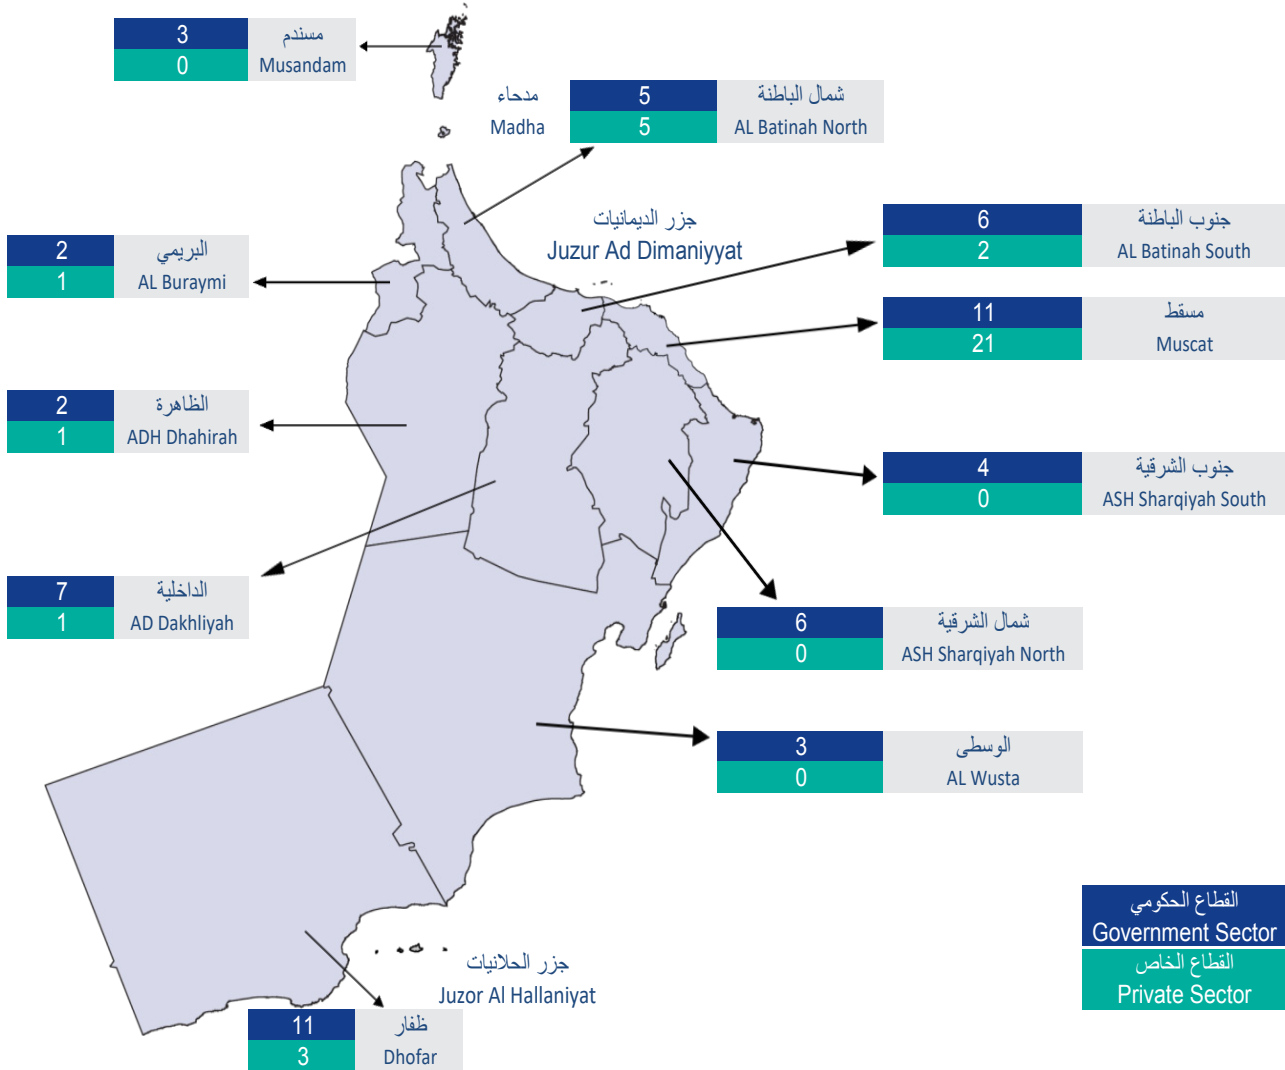 3
مسندم
0
Musandam
مدحاء
Madha
5
شمال الباطنة
5
AL Batinah North
جزر الديمانيات
Juzur Ad Dimaniyyat
6
جنوب الباطنة
2
AL Batinah South
2
البريمي
1
AL Buraymi
11
مسقط
21
Muscat
2
الظاهرة
1
ADH Dhahirah
4
جنوب الشرقية
0
ASH Sharqiyah South
7
الداخلية
1
AD Dakhliyah
6
شمال الشرقية
0
ASH Sharqiyah North
3
الوسطى
0
AL Wusta
القطاع الحكومي
Government Sector
القطاع الخاص
Private Sector
جزر الحلانيات
Juzor Al Hallaniyat
11
ظفار
3
Dhofar